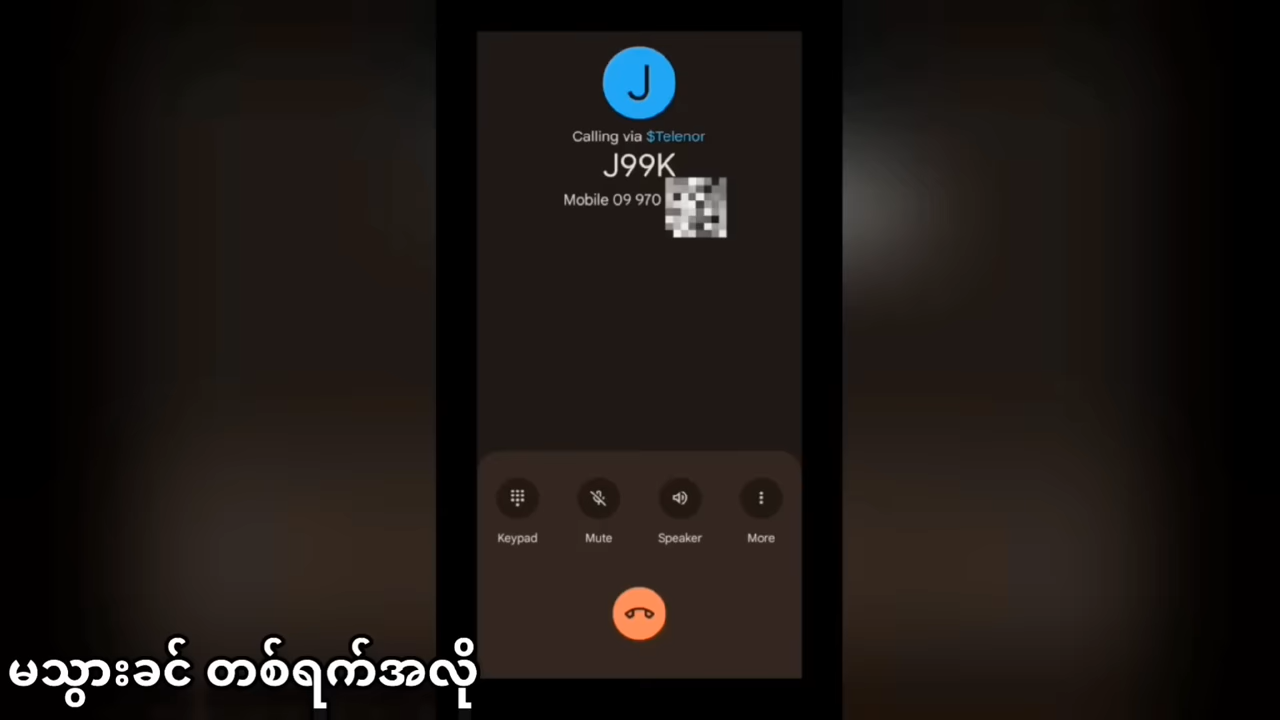 J
Calling via $Telenor
J99K
Mobile 09 970
Keypad
Mute
Speaker
More
မသွားခင် တစ်ရက်အလို